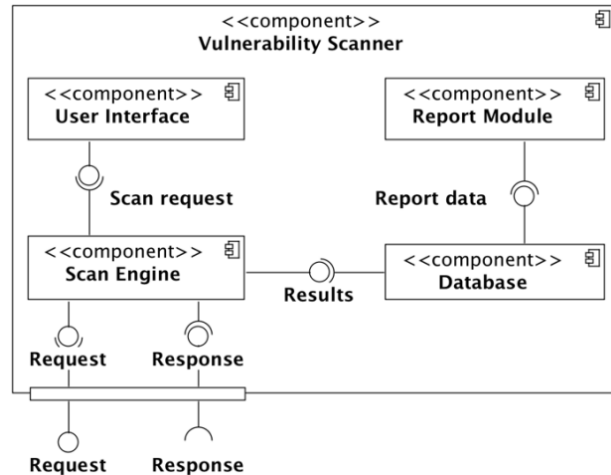 <<component>>
Vulnerability Scanner
<<component>>
User Interface
<<component>>
Report Module
Scan request
Report data
<<component>>
Scan Engine
<<component>>
Database
Results
Request
Response
Request
Response